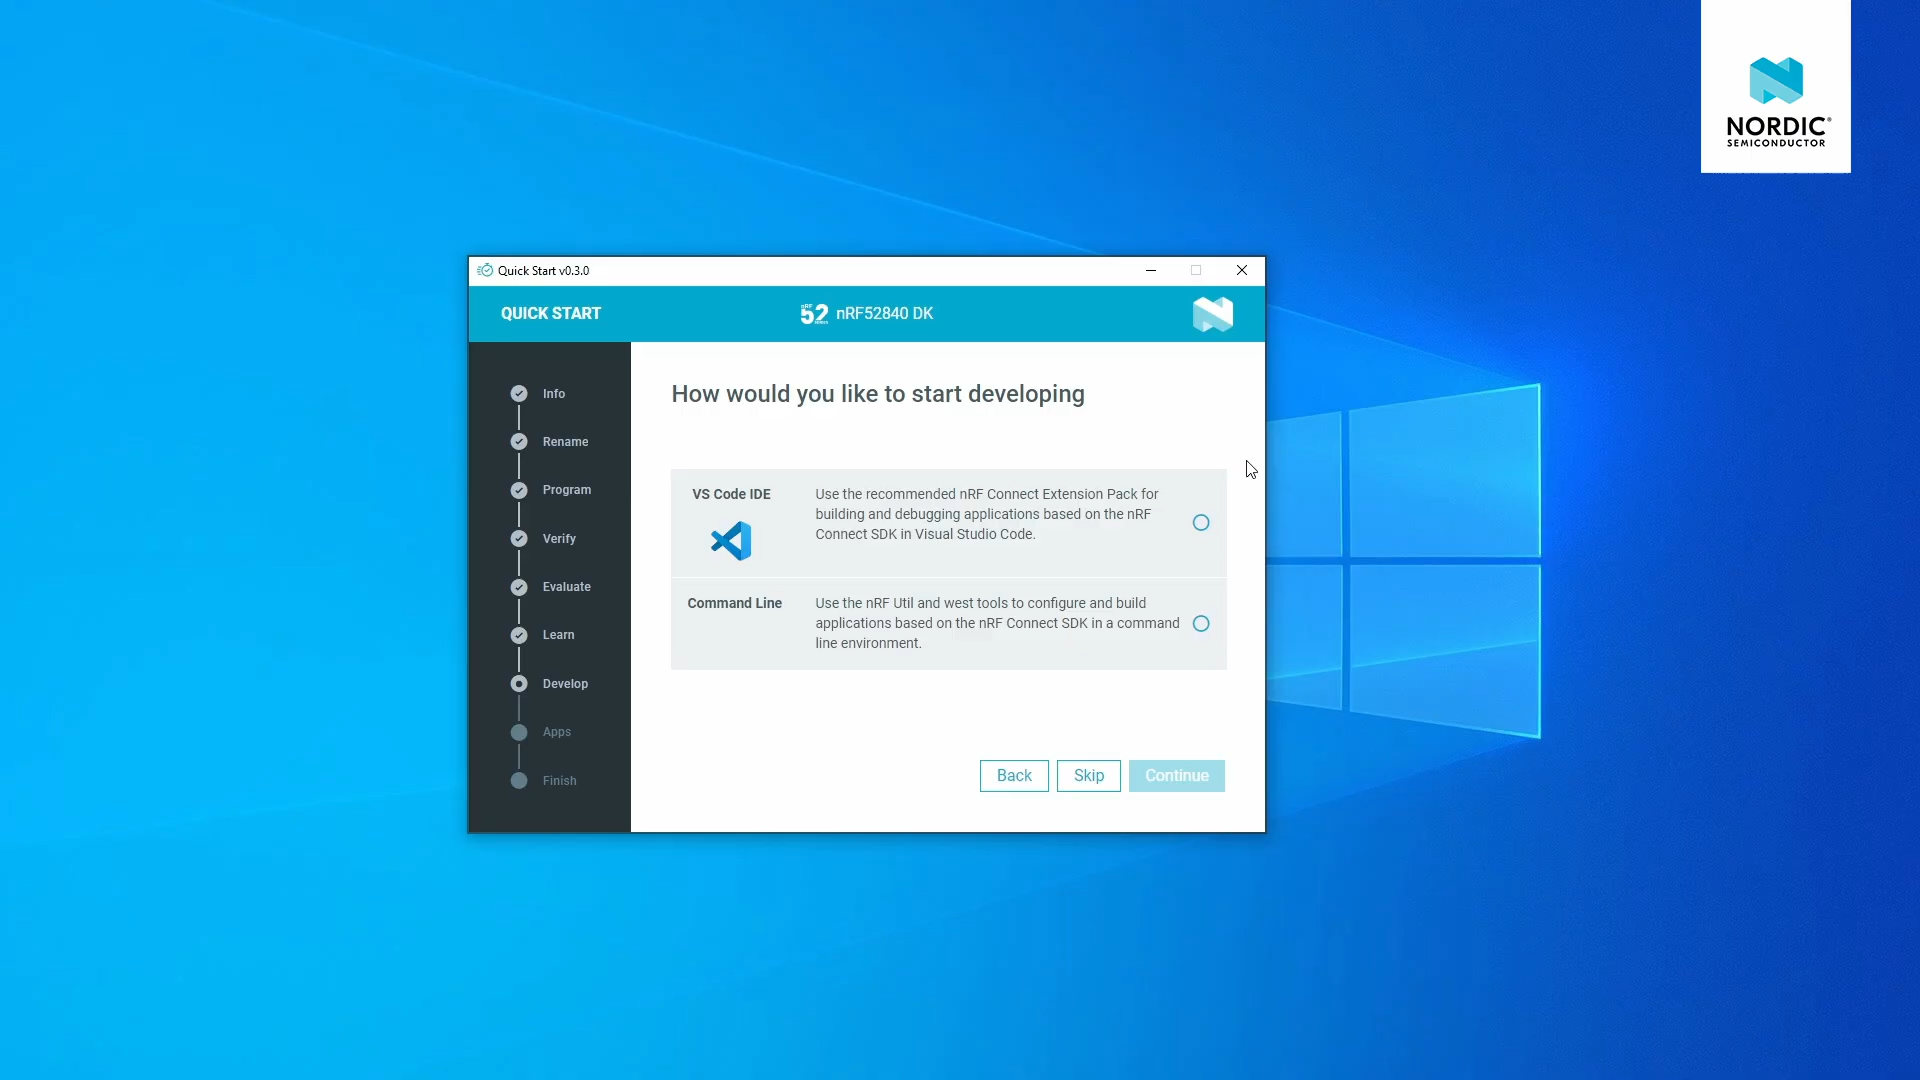 NORDIC®
SEMICONDUCTOR
Quick Start v0.3.0
QUICK START
nRF
52
SERIES
nRF52840 DK
Info
Rename
Program
Verify
Evaluate
Learn
Develop
Apps
Finish
How would you like to start developing
VS Code IDE
Use the recommended nRF Connect Extension Pack for
building and debugging applications based on the nRF
Connect SDK in Visual Studio Code.
Command Line
Use the nRF Util and west tools to configure and build
applications based on the nRF Connect SDK in a command
line environment.
Back
Skip
Continue